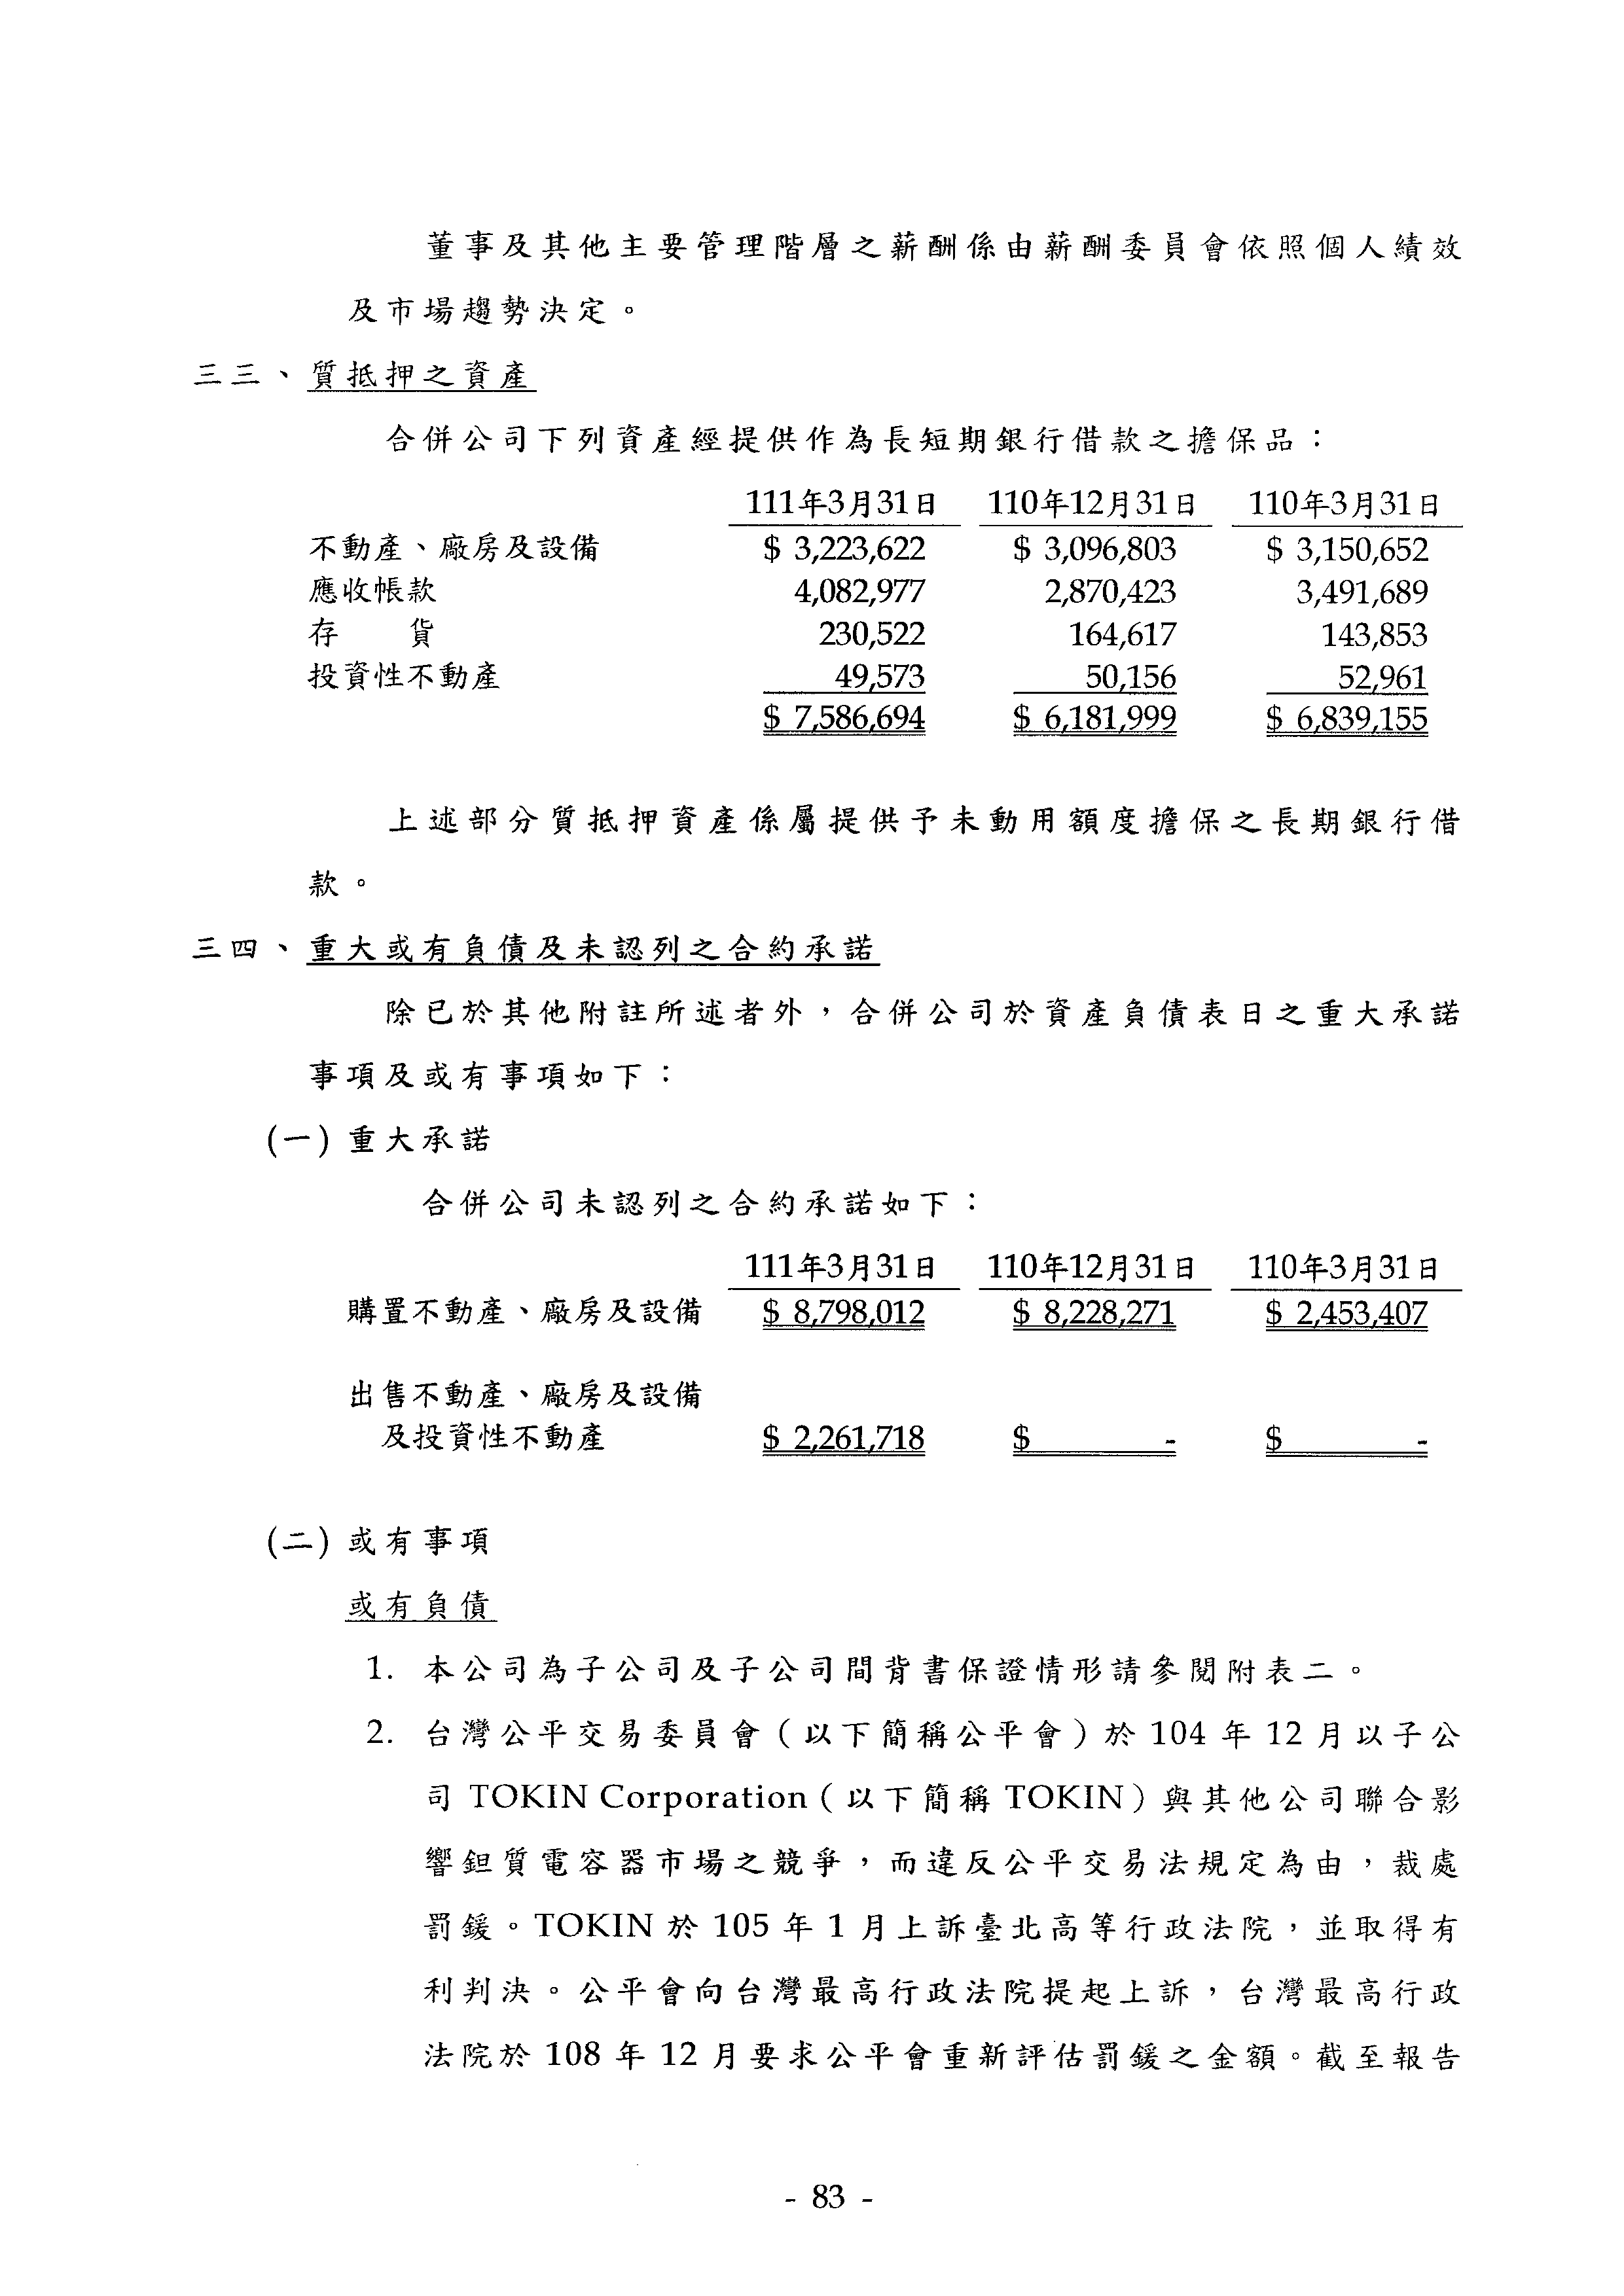 董事及其他主要管理階層之薪酬係由薪酬委員會依照個人績效
及市場趨勢決定。
三三、質抵押之資產
合併公司下列資產經提供作為長短期銀行借款之擔保品：
111年3月31日 110年12月31日 110年3月31日
不動產、廠房及設備 $ 3,223,622 $ 3,096,803 $ 3,150,652
應收帳款 4,082,977 2,870,423 3,491,689
存貨 230,522 164,617 143,853
投資性不動產 49,573 50,156 52,961
$ 7,586,694 $ 6,181,999 $ 6,839,155
上述部分質抵押資產係屬提供予未動用額度擔保之長期銀行借
款。
三四、重大或有負債及未認列之合約承諾
除已於其他附註所述者外，合併公司於資產負債表日之重大承諾
事項及或有事項如下：
(一) 重大承諾
合併公司未認列之合約承諾如下：
111年3月31日 110年12月31日 110年3月31日
購置不動產、廠房及設備 $ 8,798,012 $ 8,228,271 $ 2,453,407
出售不動產、廠房及設備
及投資性不動產 $ 2,261,718 $ - $ -
(二) 或有事項
或有負債
1. 本公司為子公司及子公司間背書保證情形請參閱附表二。
2. 台灣公平交易委員會（以下簡稱公平會）於 104 年 12 月以子公
司 TOKIN Corporation（以下簡稱 TOKIN）與其他公司聯合影
響鉭質電容器市場之競爭，而違反公平交易法規定為由，裁處
罰鍰。TOKIN 於 105 年 1 月上訴臺北高等行政法院，並取得有
利判決。公平會向台灣最高行政法院提起上訴，台灣最高行政
法院於 108 年 12 月要求公平會重新評估罰鍰之金額。截至報告
- 83 -